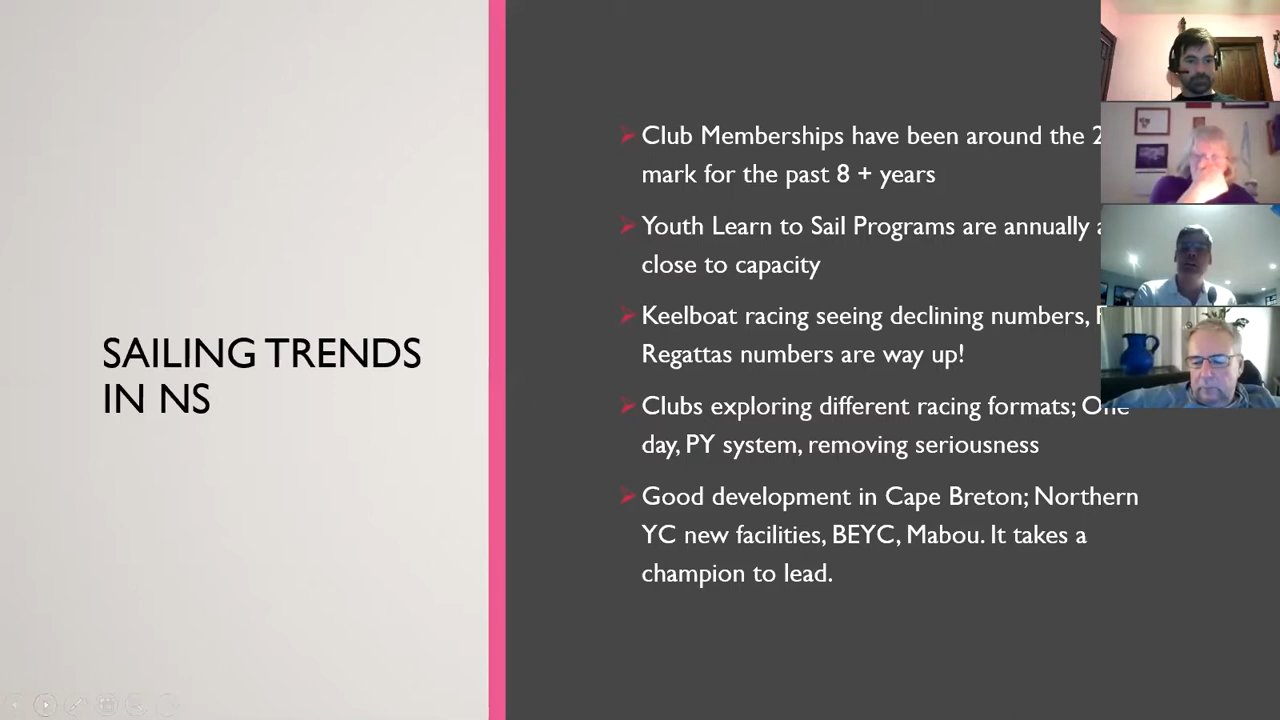 SAILING TRENDS
IN NS
Club Memberships have been around the 2
mark for the past 8 + years
Youth Learn to Sail Programs are annually
close to capacity
Keelboat racing seeing declining numbers,
Regattas numbers are way up!
Clubs exploring different racing formats; One
day, PY system, removing seriousness
Good development in Cape Breton; Northern
YC new facilities, BEYC, Mabou. It takes a
champion to lead.